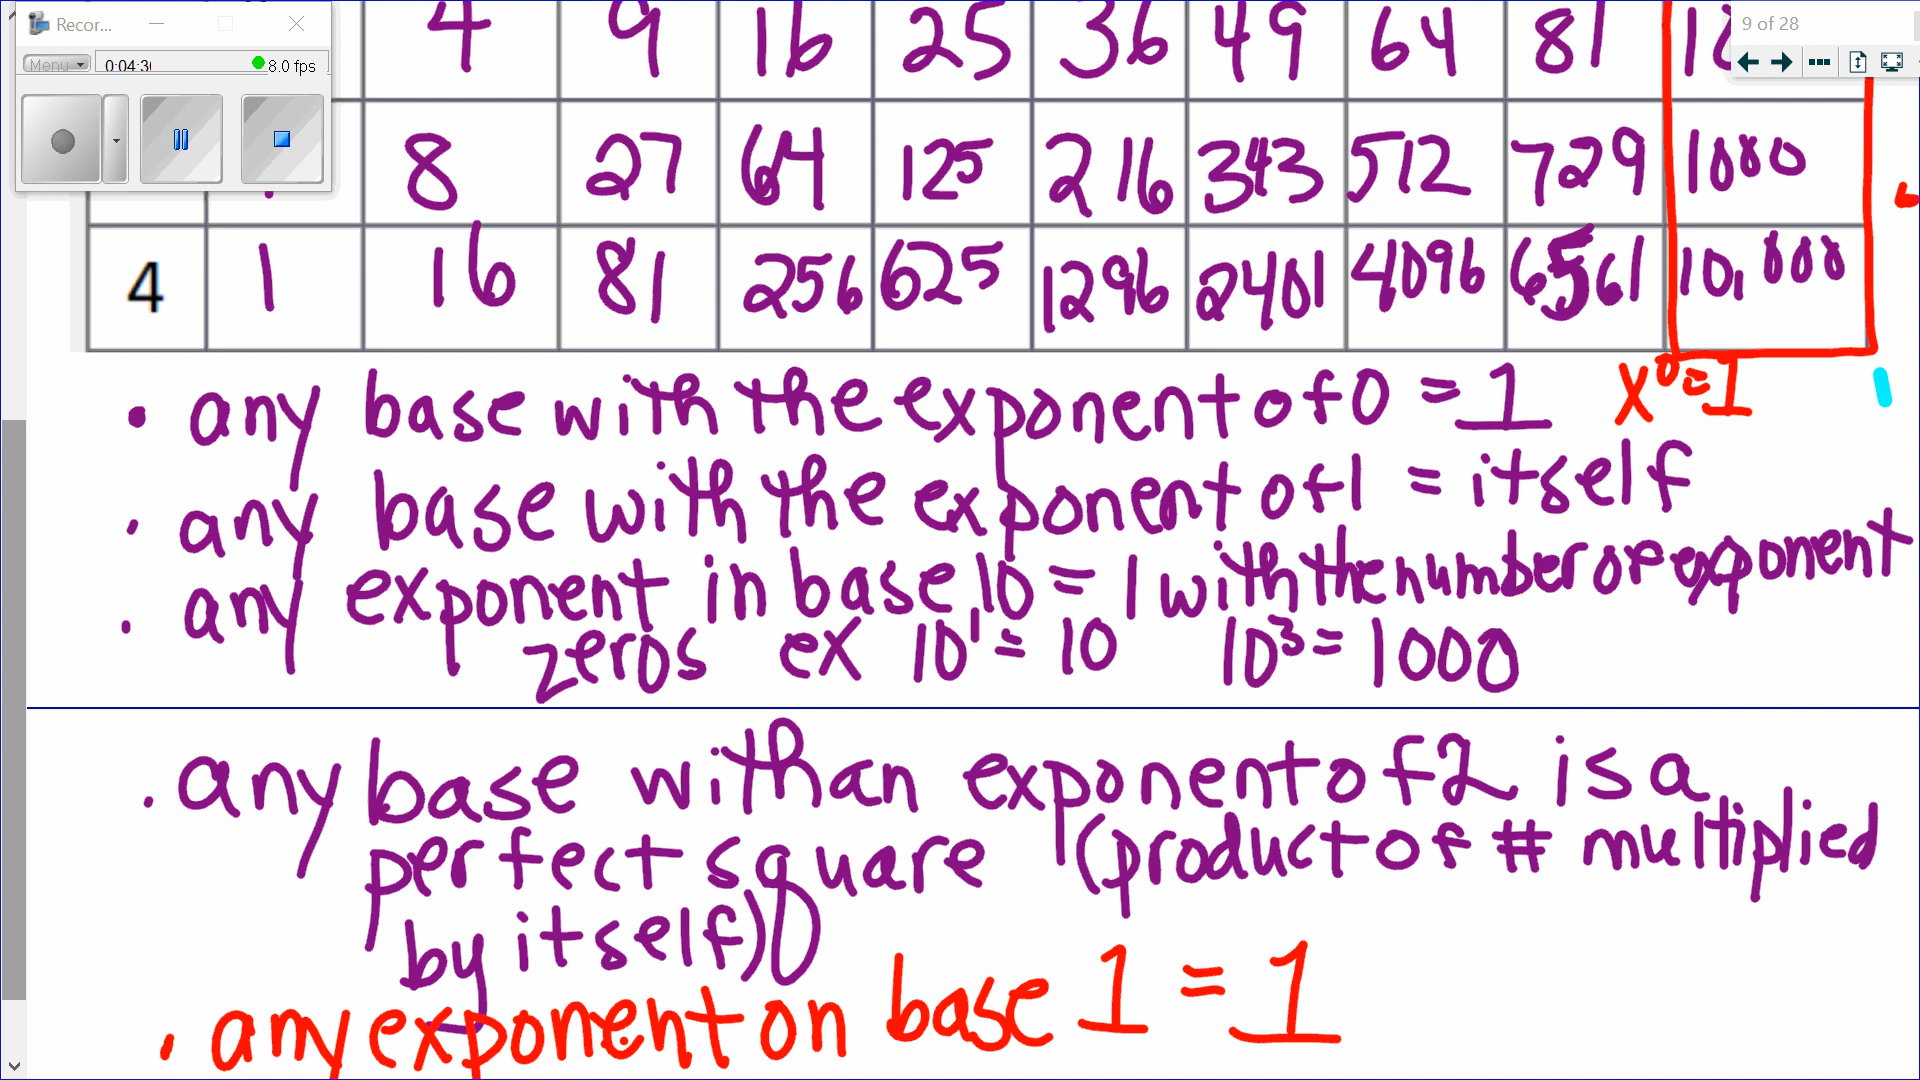 Recor...
9 of 28
Menu 0:04:3
8.0 fps
4 9 16 25 36 49 64 81
8 27 64 125 216 343 512 729 1000
4 1 16 81 256 625 1296 2401 4096 6561 10,000
• any base with the exponent of 0 = 1 x⁰=1
• any base with the exponent of 1 = itself
• any exponent in base 10 = 1 with the number of exponent
zeros ex 10¹ = 10 10³ = 1000
• any base with an exponent of 2 is a
perfect square (product of # multiplied
by itself)
• any exponent on base 1 = 1